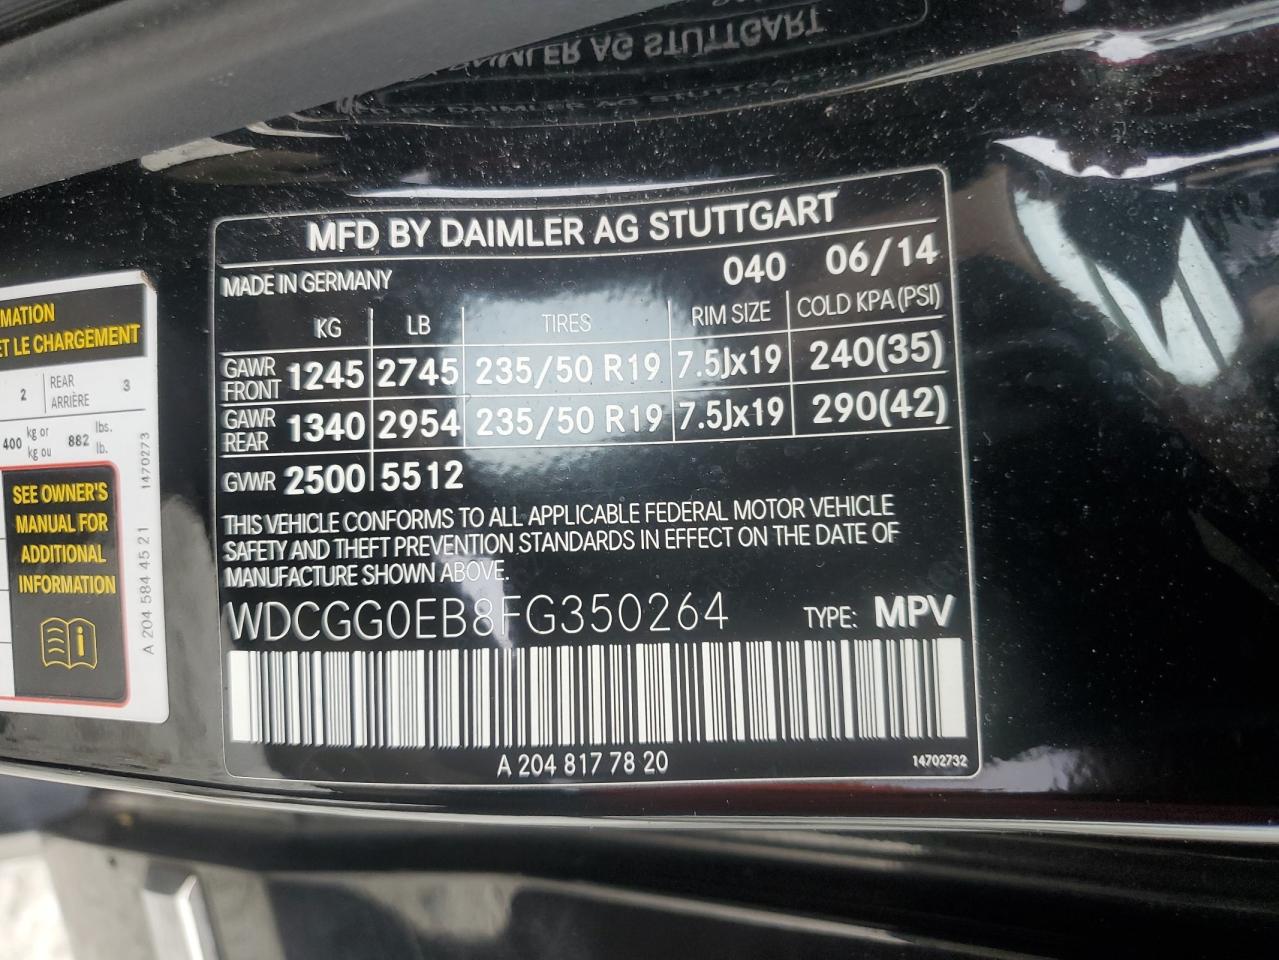 MFD BY DAIMLER AG STUTTGART
MADE IN GERMANY 040 06/14
KG LB TIRES RIM SIZE COLD KPA (PSI)
GAWR FRONT 1245 2745 235/50 R19 7.5Jx19 240(35)
GAWR REAR 1340 2954 235/50 R19 7.5Jx19 290(42)
GVWR 2500 5512
THIS VEHICLE CONFORMS TO ALL APPLICABLE FEDERAL MOTOR VEHICLE
SAFETY AND THEFT PREVENTION STANDARDS IN EFFECT ON THE DATE OF
MANUFACTURE SHOWN ABOVE.
WDCGG0EB8FG350264 TYPE: MPV
A 204 817 78 20 14702732
MATION
ET LE CHARGEMENT
2 REAR ARRIÈRE 3
400 kg or kg ou 882 lbs. lb.
SEE OWNER'S
MANUAL FOR
ADDITIONAL
INFORMATION
A 204 584 45 21 1470273
DAIMLER AG STUTTGART